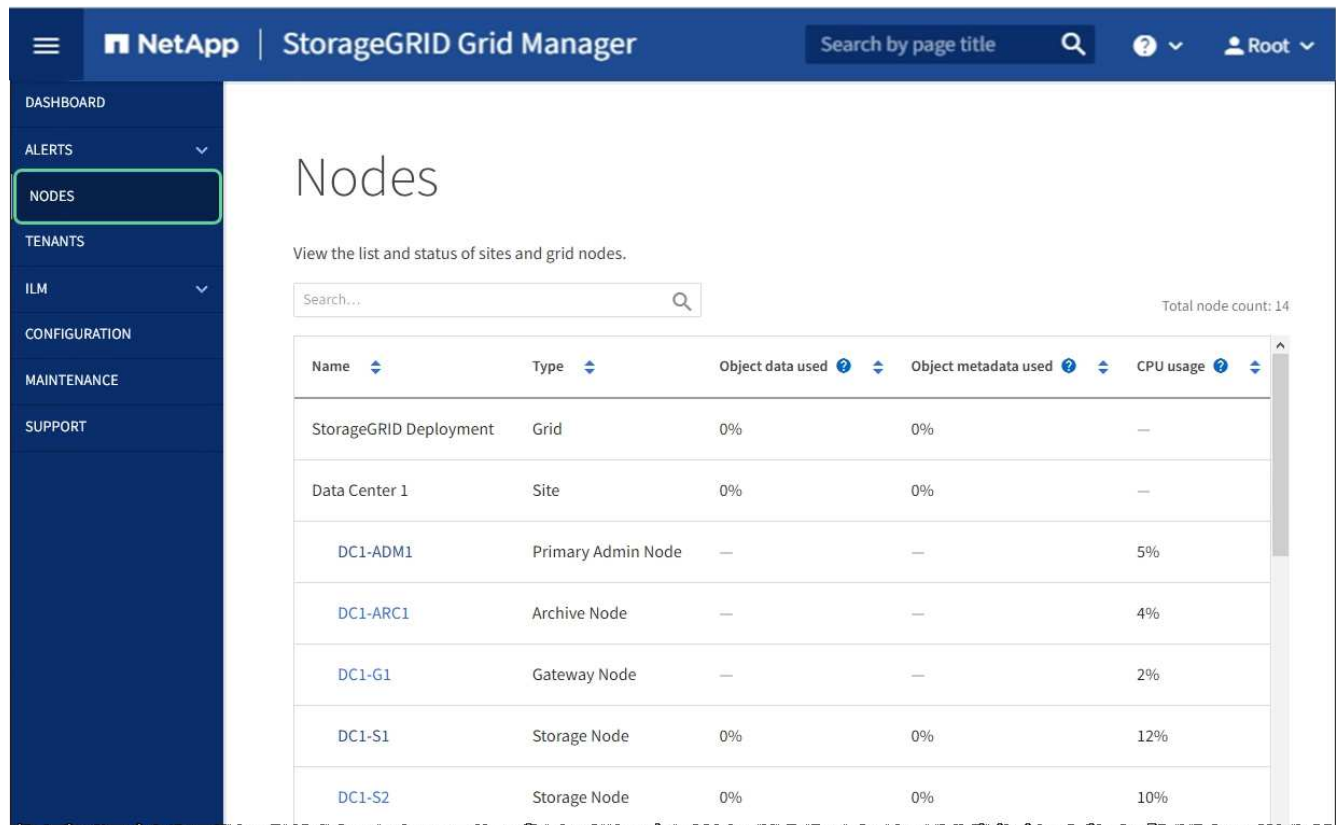 NetApp | StorageGRID Grid Manager
Search by page title
Root
DASHBOARD
ALERTS
NODES
TENANTS
ILM
CONFIGURATION
MAINTENANCE
SUPPORT
Nodes
View the list and status of sites and grid nodes.
Search...
Total node count: 14
Name Type Object data used Object metadata used CPU usage
StorageGRID Deployment Grid 0% 0% —
Data Center 1 Site 0% 0% —
DC1-ADM1 Primary Admin Node — — 5%
DC1-ARC1 Archive Node — — 4%
DC1-G1 Gateway Node — — 2%
DC1-S1 Storage Node 0% 0% 12%
DC1-S2 Storage Node 0% 0% 10%